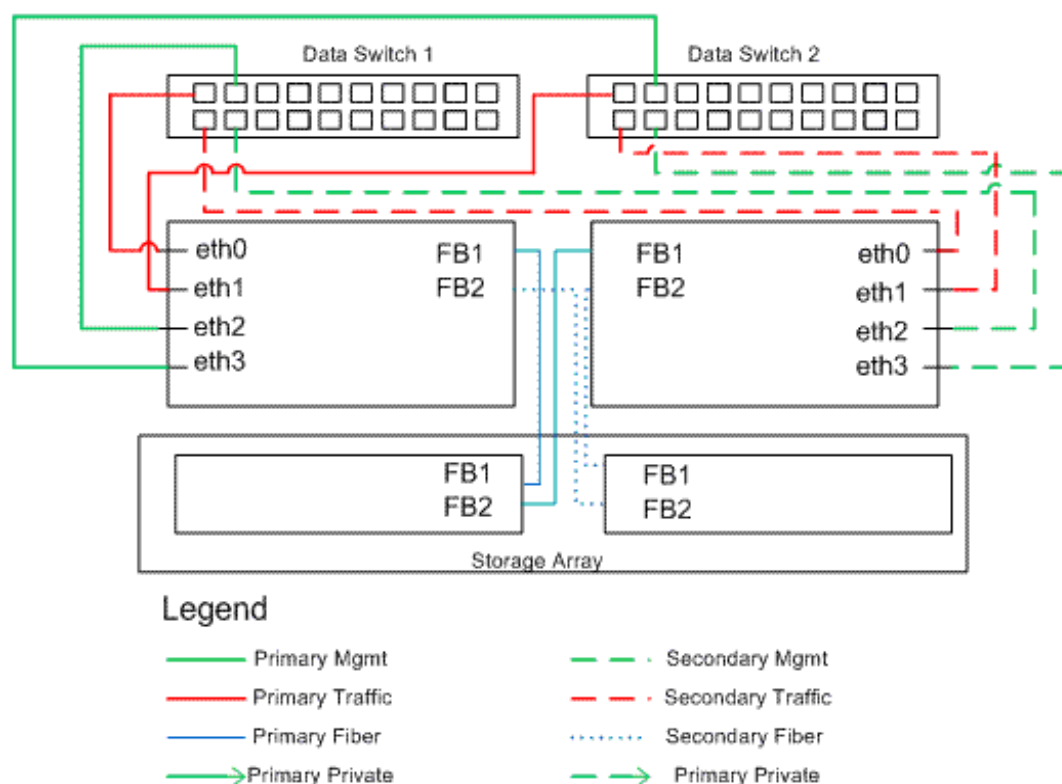 Data Switch 1
Data Switch 2
eth0
eth1
eth2
eth3
FB1
FB2
FB1
FB2
eth0
eth1
eth2
eth3
FB1
FB2
FB1
FB2
Storage Array
Legend
Primary Mgmt
Secondary Mgmt
Primary Traffic
Secondary Traffic
Primary Fiber
Secondary Fiber
Primary Private
Primary Private